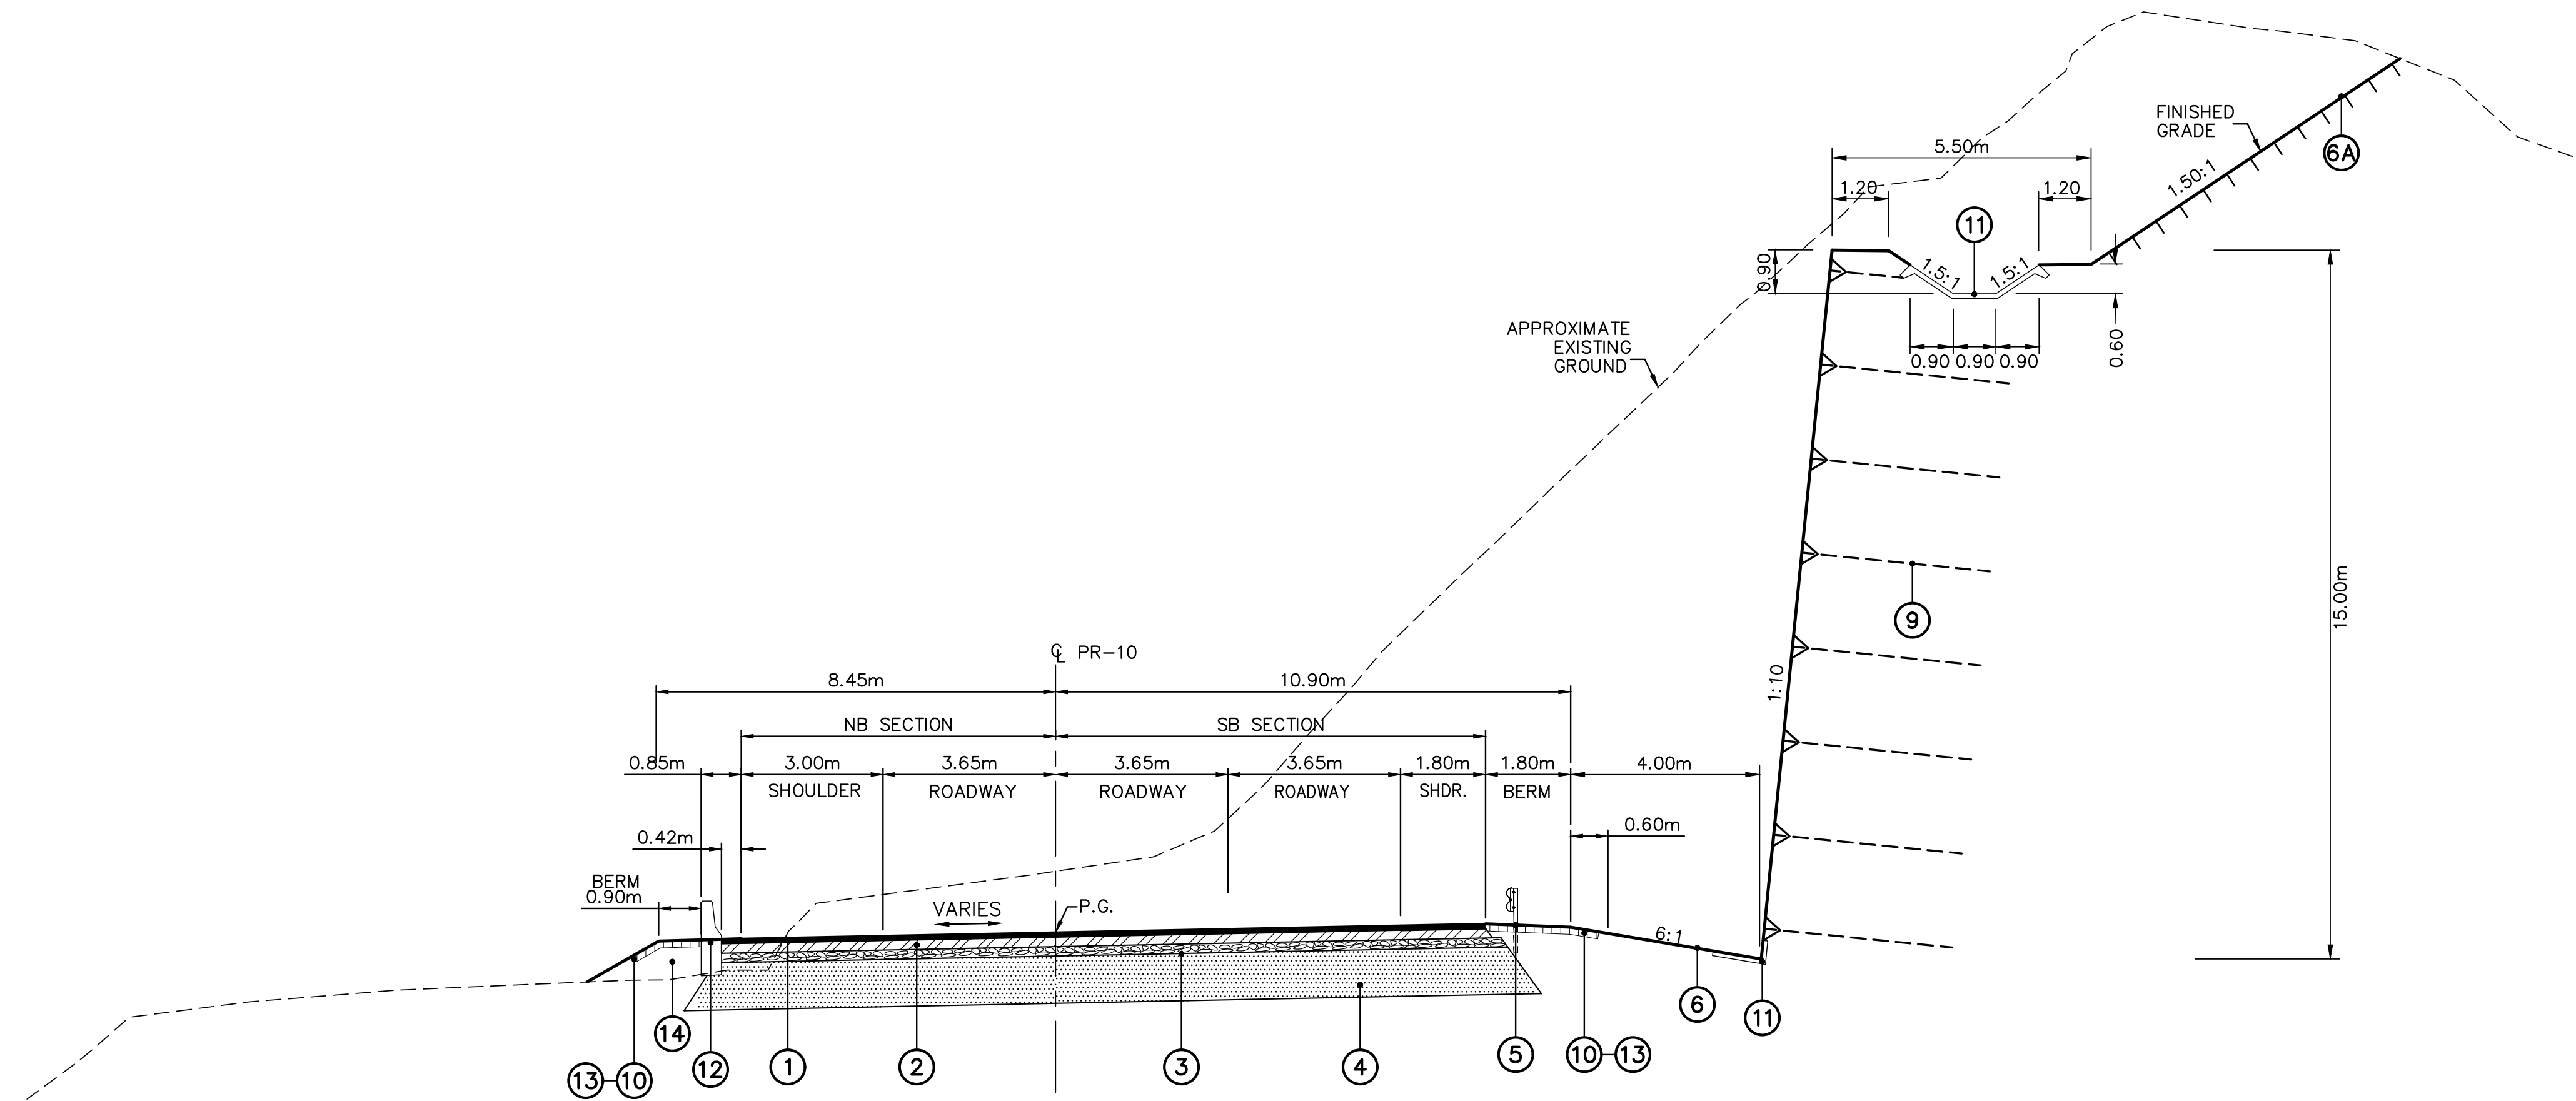 FINISHED
GRADE
6A
5.50m
1.50:1
1.20
1.20
11
0.90
1.5:1
1.5:1
0.60
0.90 0.90 0.90
APPROXIMATE
EXISTING
GROUND
9
15.00m
1:10
℄ PR-10
8.45m
10.90m
NB SECTION
SB SECTION
0.85m
3.00m
3.65m
3.65m
3.65m
1.80m
1.80m
4.00m
SHOULDER
ROADWAY
ROADWAY
ROADWAY
SHDR.
BERM
0.42m
0.60m
BERM
0.90m
VARIES
P.G.
6:1
6
11
14
13
10
12
1
2
3
4
5
10
13